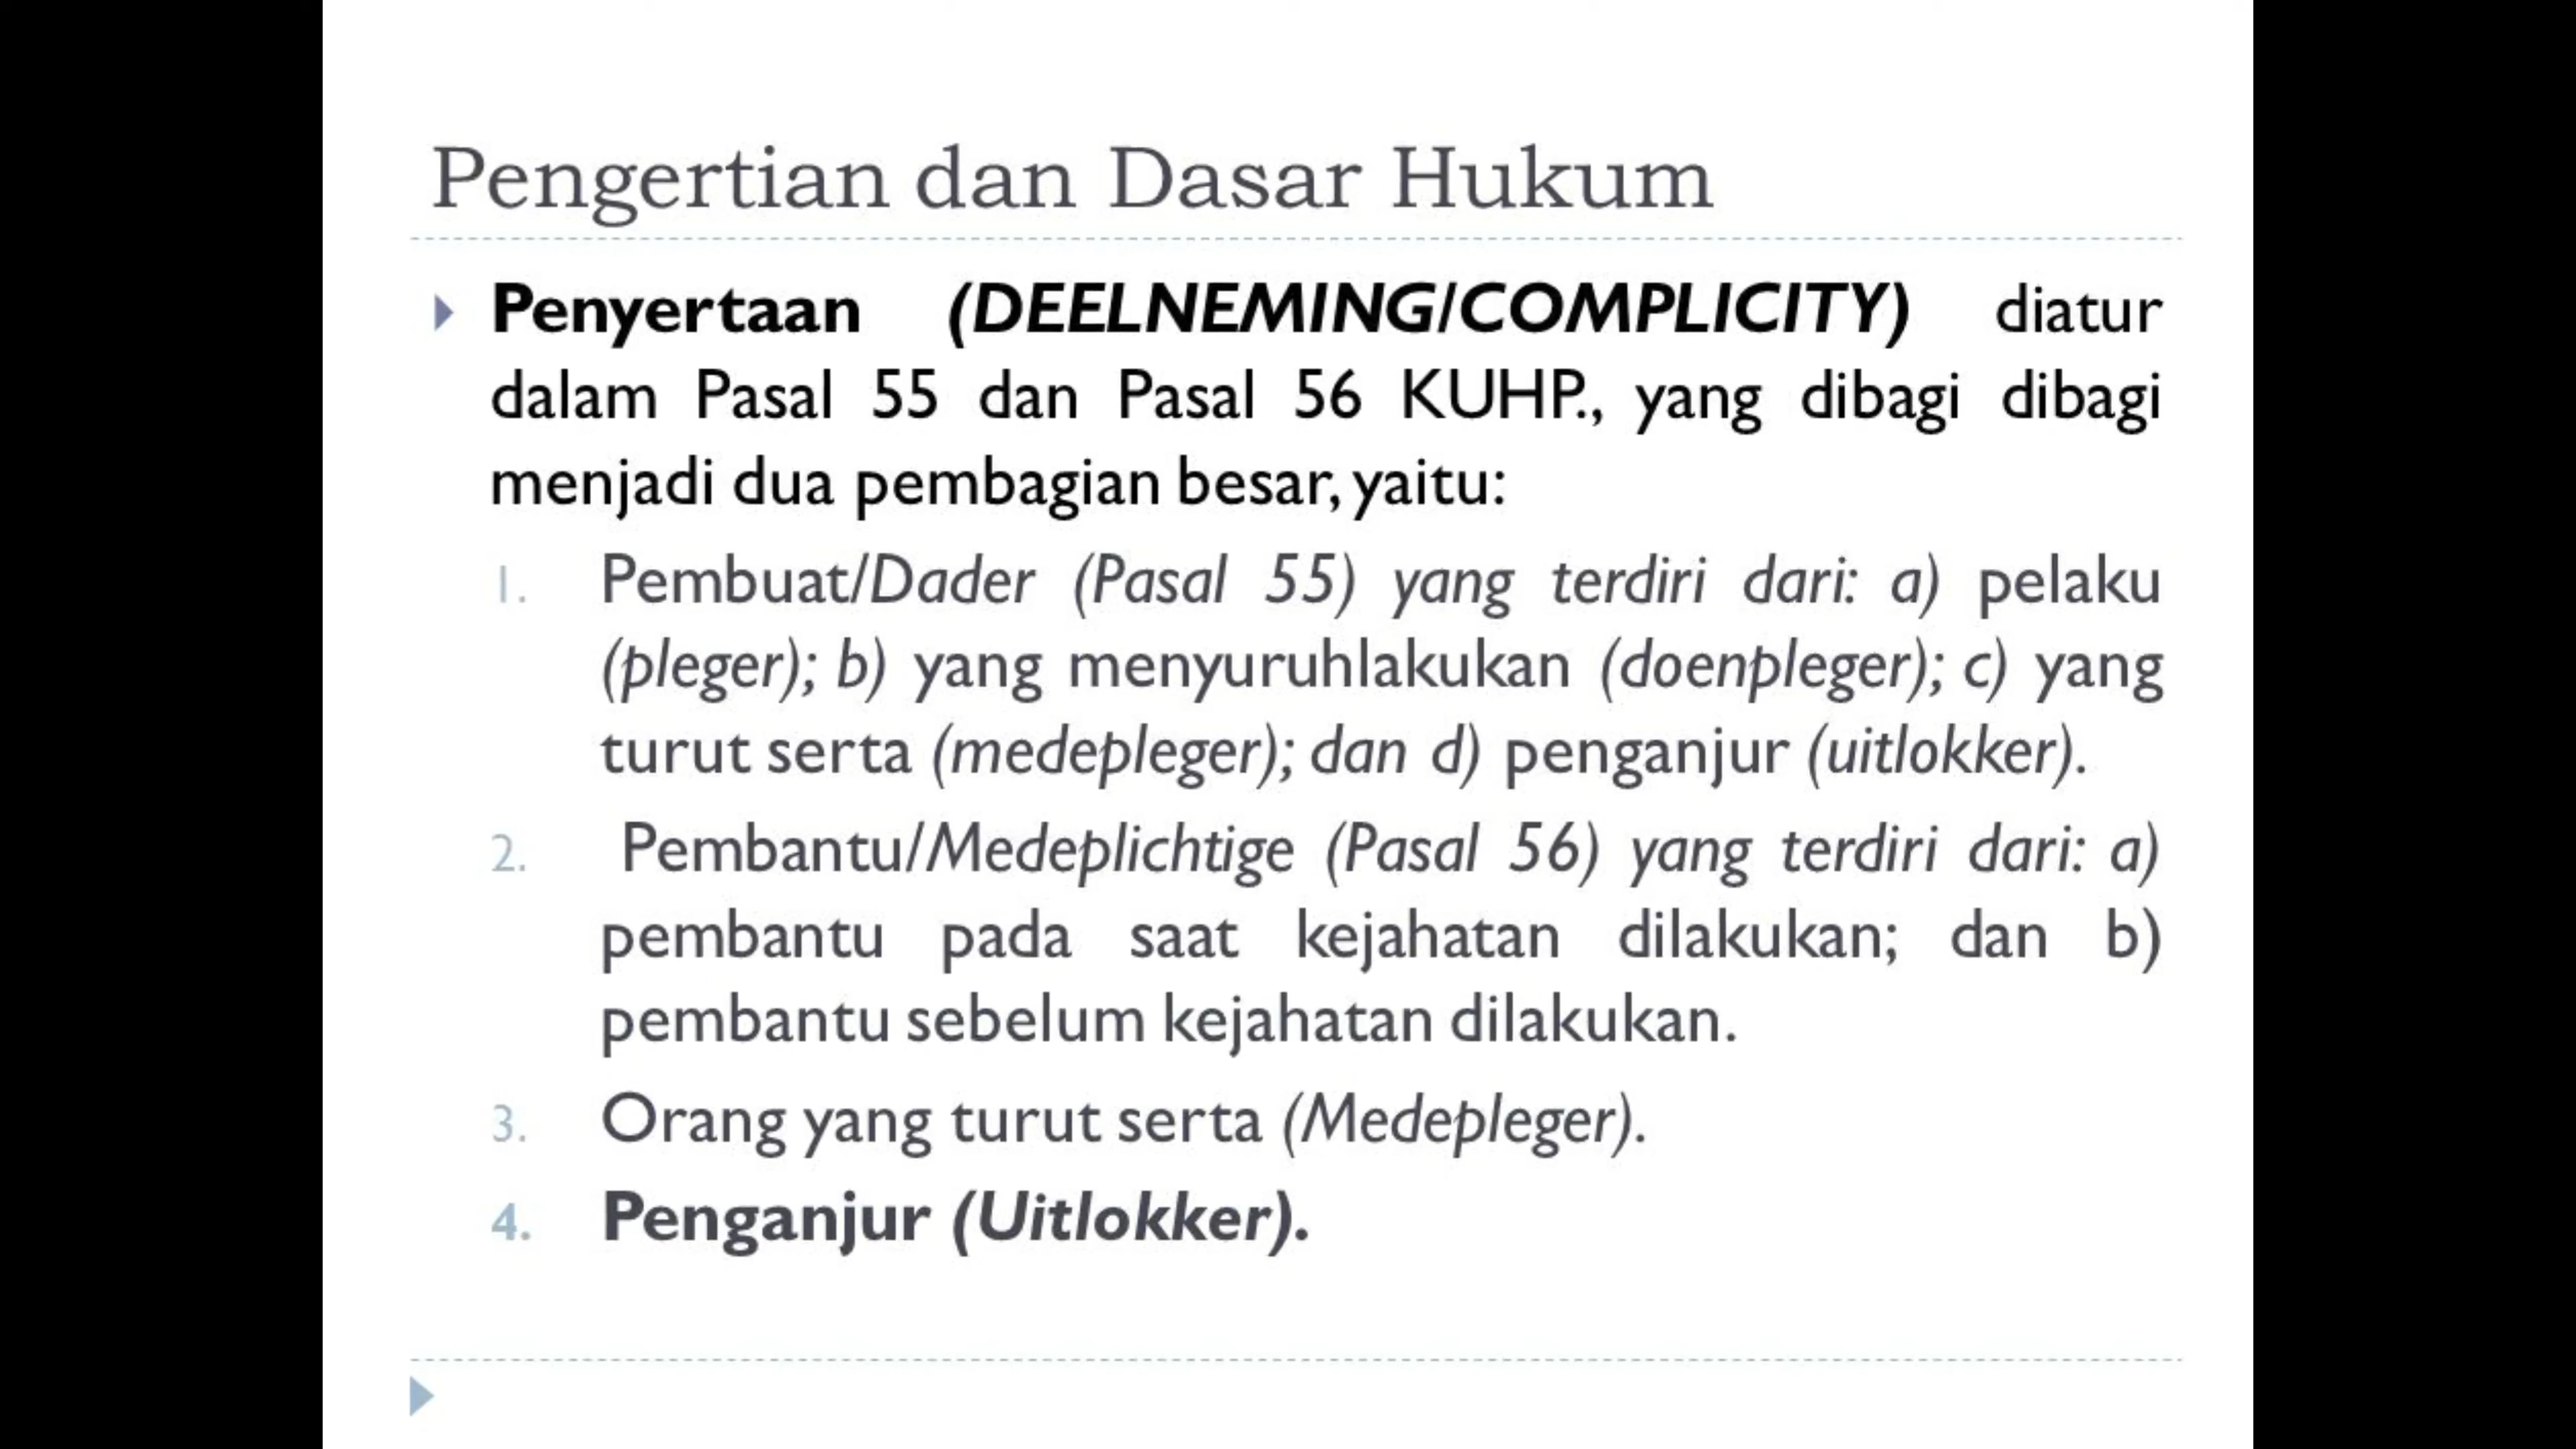 Pengertian dan Dasar Hukum
Penyertaan (DEELNEMING/COMPLICITY) diatur
dalam Pasal 55 dan Pasal 56 KUHP., yang dibagi dibagi
menjadi dua pembagian besar, yaitu:
1. Pembuat/Dader (Pasal 55) yang terdiri dari: a) pelaku
(pleger); b) yang menyuruhlakukan (doenpleger); c) yang
turut serta (medepleger); dan d) penganjur (uitlokker).
2. Pembantu/Medeplichtige (Pasal 56) yang terdiri dari: a)
pembantu pada saat kejahatan dilakukan; dan b)
pembantu sebelum kejahatan dilakukan.
3. Orang yang turut serta (Medepleger).
4. Penganjur (Uitlokker).